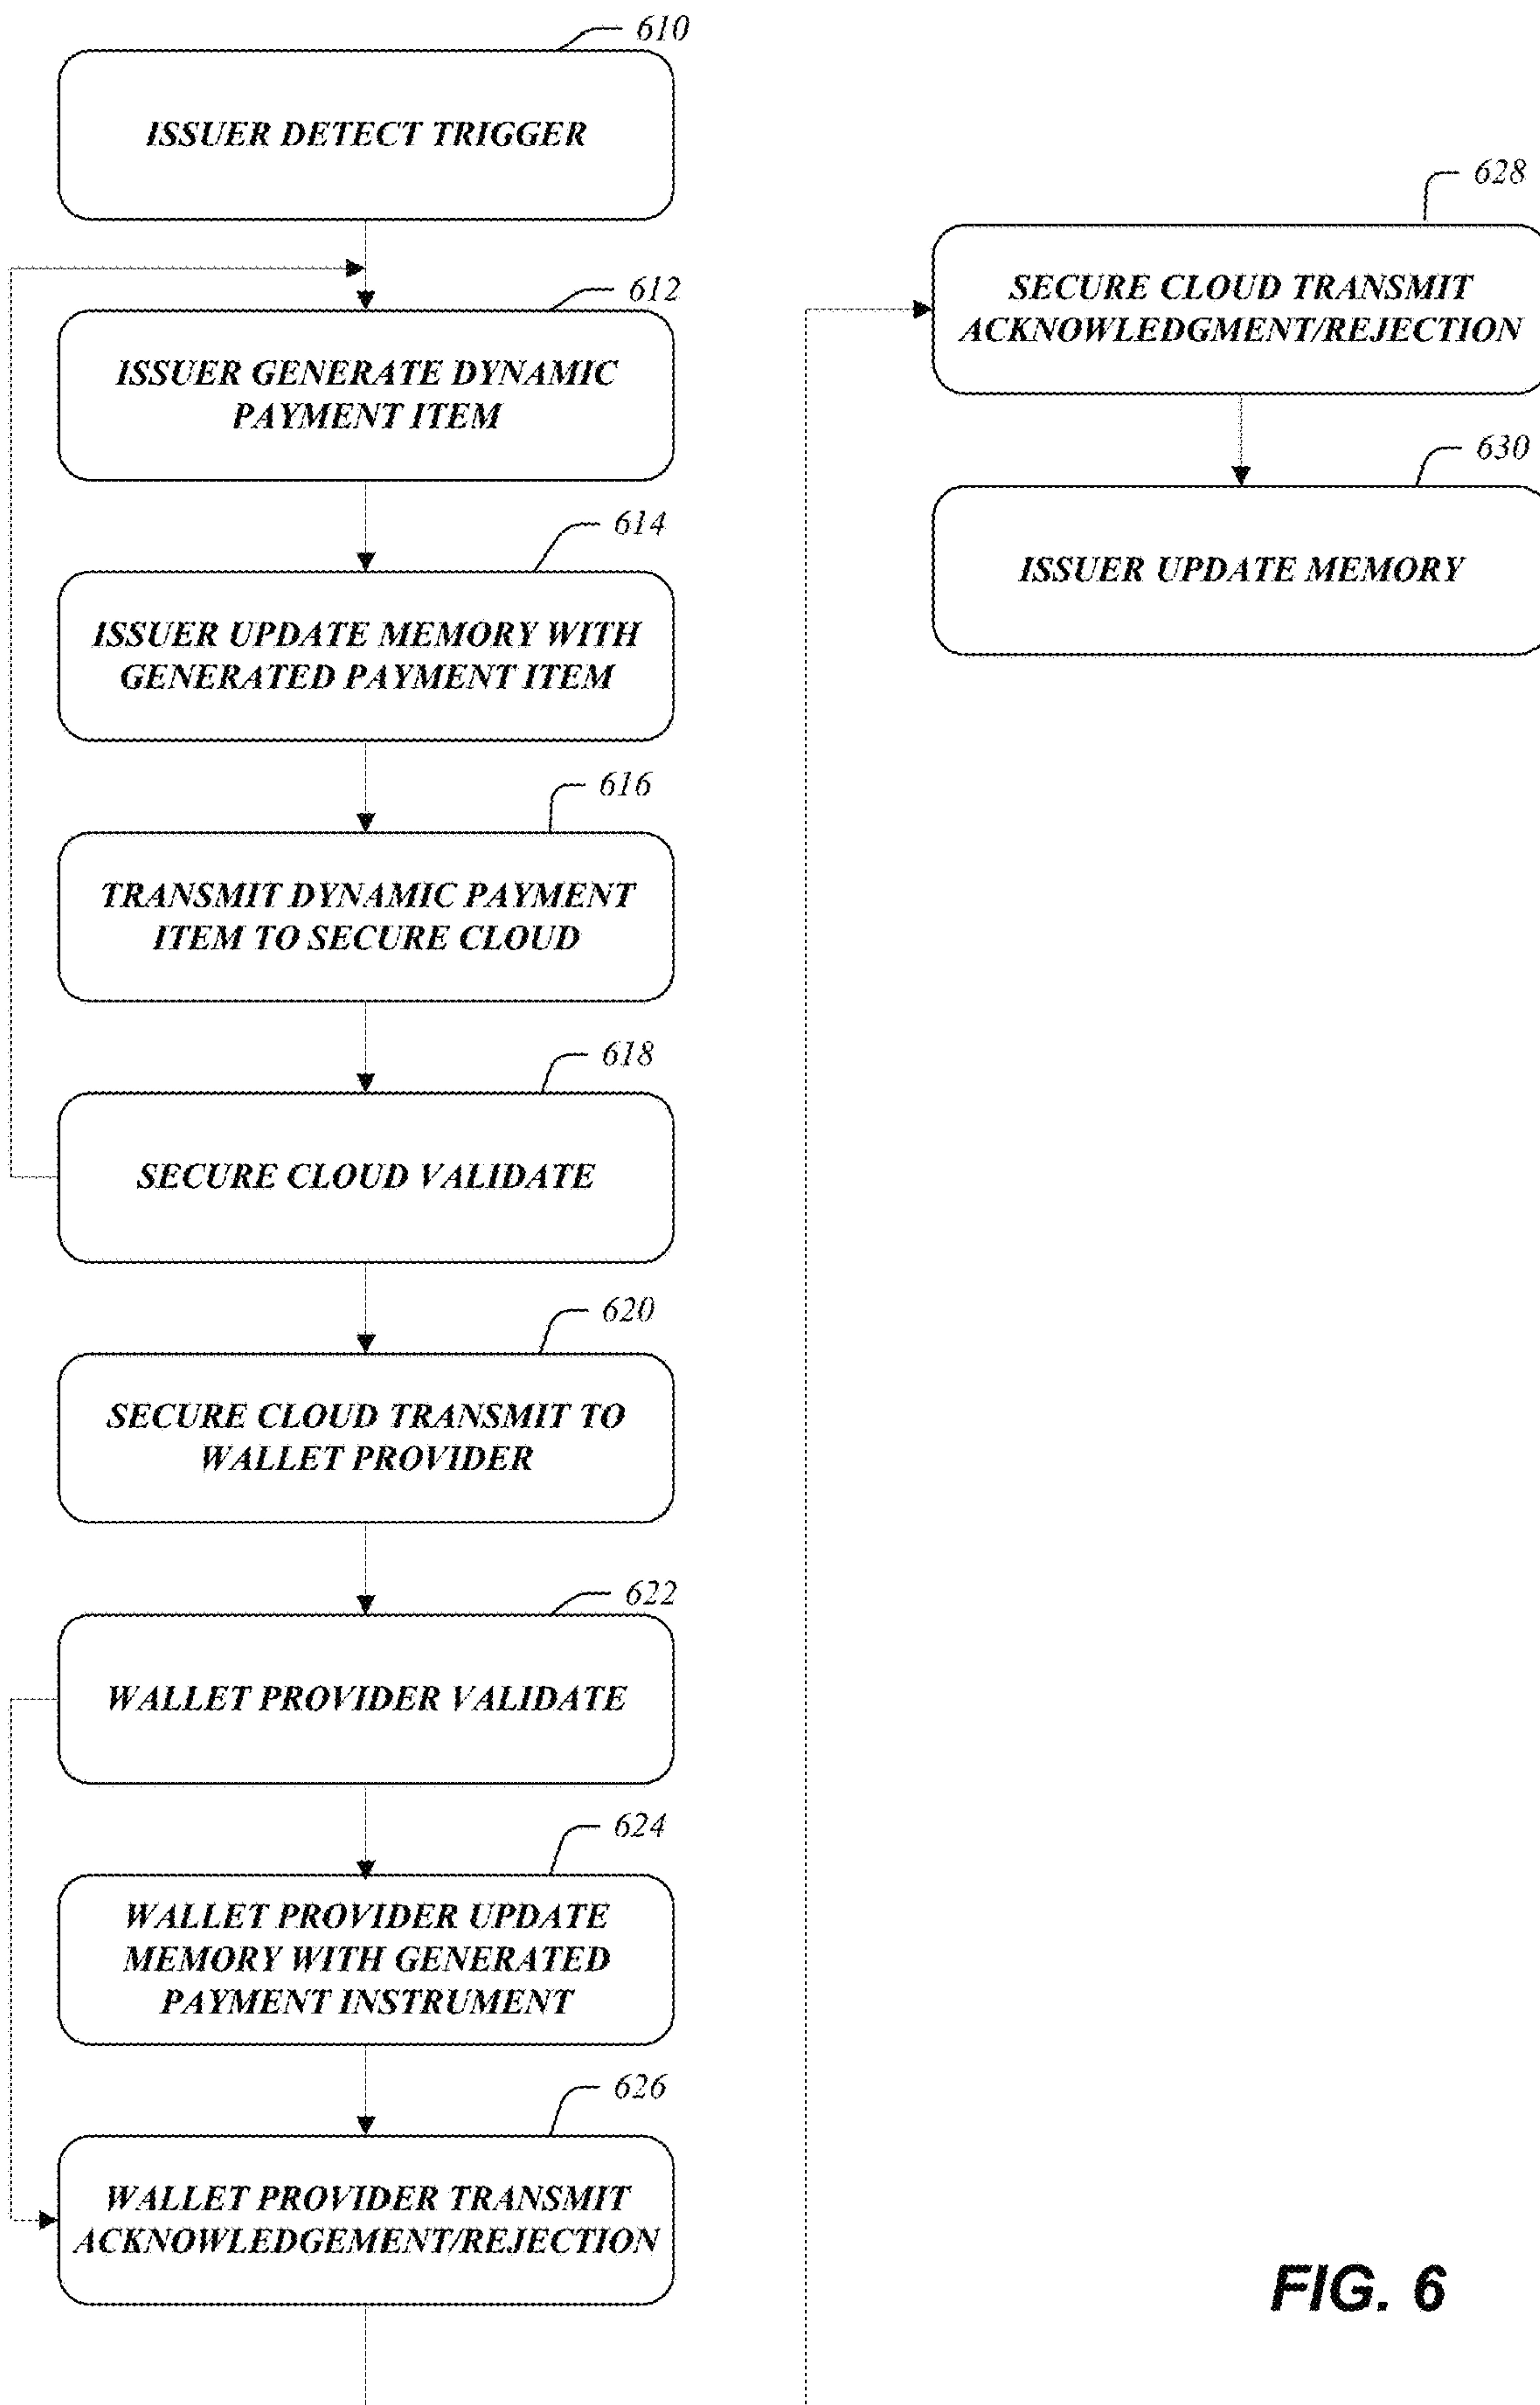 610
ISSUER DETECT TRIGGER
612
ISSUER GENERATE DYNAMIC
PAYMENT ITEM
614
ISSUER UPDATE MEMORY WITH
GENERATED PAYMENT ITEM
616
TRANSMIT DYNAMIC PAYMENT
ITEM TO SECURE CLOUD
618
SECURE CLOUD VALIDATE
620
SECURE CLOUD TRANSMIT TO
WALLET PROVIDER
622
WALLET PROVIDER VALIDATE
624
WALLET PROVIDER UPDATE
MEMORY WITH GENERATED
PAYMENT INSTRUMENT
626
WALLET PROVIDER TRANSMIT
ACKNOWLEDGEMENT/REJECTION
628
SECURE CLOUD TRANSMIT
ACKNOWLEDGMENT/REJECTION
630
ISSUER UPDATE MEMORY
FIG. 6